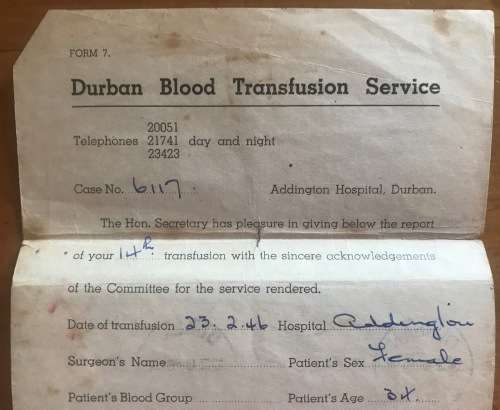 FORM 7.
Durban Blood Transfusion Service
20051
Telephones 21741 day and night
23423
Case No. 6117. Addington Hospital, Durban.
The Hon. Secretary has pleasure in giving below the report
of your 14th transfusion with the sincere acknowledgements
of the Committee for the service rendered.
Date of transfusion 23.2.46 Hospital Addington
Surgeon's Name Patient's Sex Female
Patient's Blood Group Patient's Age 34.